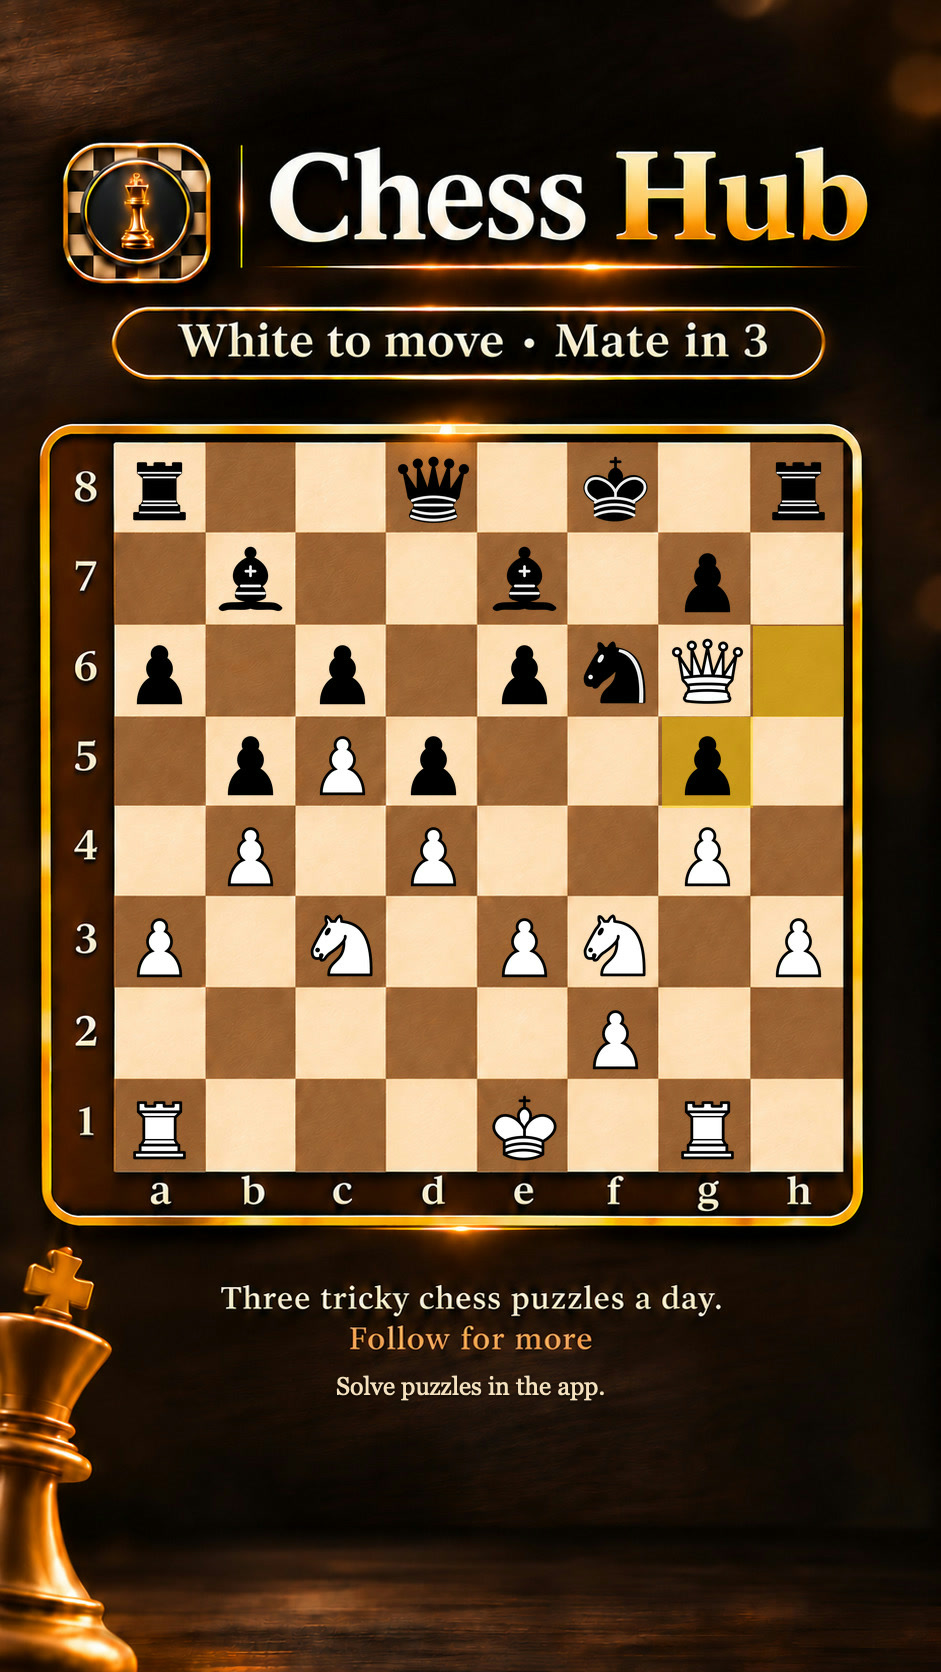 Chess Hub
White to move • Mate in 3
8
7
6
5
4
3
2
1
a b c d e f g h
Three tricky chess puzzles a day.
Follow for more
Solve puzzles in the app.